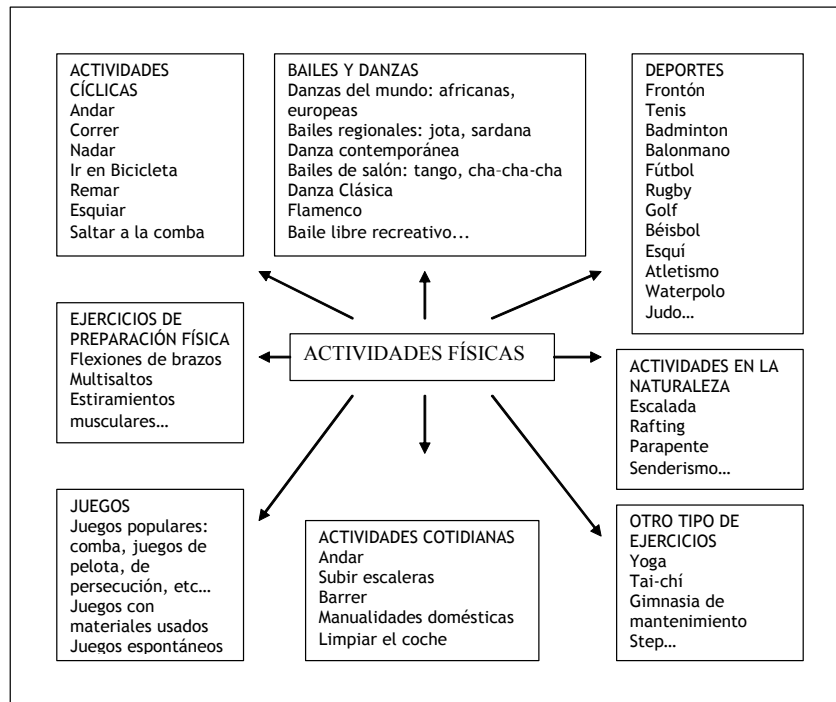 ACTIVIDADES
CÍCLICAS
Andar
Correr
Nadar
Ir en Bicicleta
Remar
Esquiar
Saltar a la comba
BAILES Y DANZAS
Danzas del mundo: africanas,
europeas
Bailes regionales: jota, sardana
Danza contemporánea
Bailes de salón: tango, cha-cha-cha
Danza Clásica
Flamenco
Baile libre recreativo...
DEPORTES
Frontón
Tenis
Badminton
Balonmano
Fútbol
Rugby
Golf
Béisbol
Esquí
Atletismo
Waterpolo
Judo…
EJERCICIOS DE
PREPARACIÓN FÍSICA
Flexiones de brazos
Multisaltos
Estiramientos
musculares…
ACTIVIDADES FÍSICAS
ACTIVIDADES EN LA
NATURALEZA
Escalada
Rafting
Parapente
Senderismo…
JUEGOS
Juegos populares:
comba, juegos de
pelota, de
persecución, etc…
Juegos con
materiales usados
Juegos espontáneos
ACTIVIDADES COTIDIANAS
Andar
Subir escaleras
Barrer
Manualidades domésticas
Limpiar el coche
OTRO TIPO DE
EJERCICIOS
Yoga
Tai-chí
Gimnasia de
mantenimiento
Step…